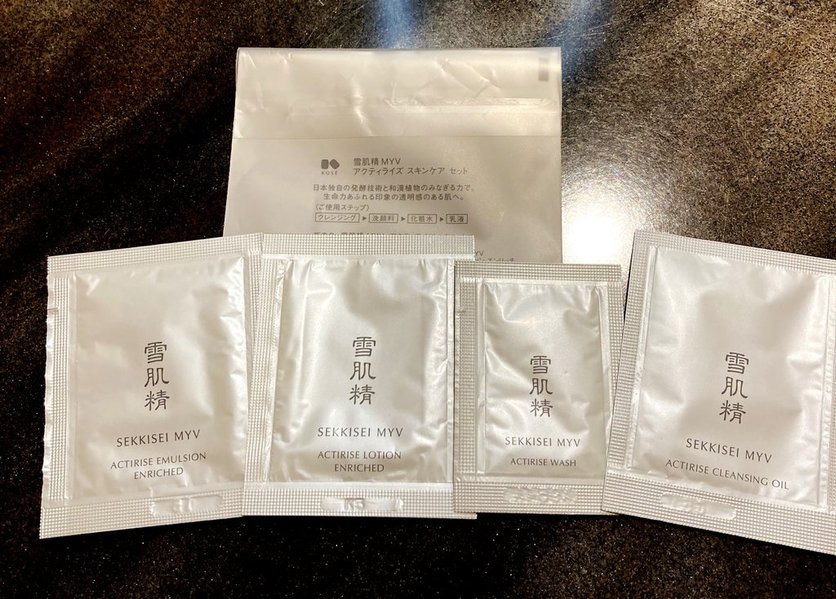 KOSÉ
雪肌精 MYV
アクティライズ スキンケア セット
日本独自の発酵技術と和漢植物のみなぎる力で、
生命力あふれる印象の透明感のある肌へ。
(ご使用ステップ)
クレンジング ▶ 洗顔料 ▶ 化粧水 ▶ 乳液
雪肌精
SEKKISEI MYV
ACTIRISE EMULSION
ENRICHED
雪肌精
SEKKISEI MYV
ACTIRISE LOTION
ENRICHED
雪肌精
SEKKISEI MYV
ACTIRISE WASH
雪肌精
SEKKISEI MYV
ACTIRISE CLEANSING OIL